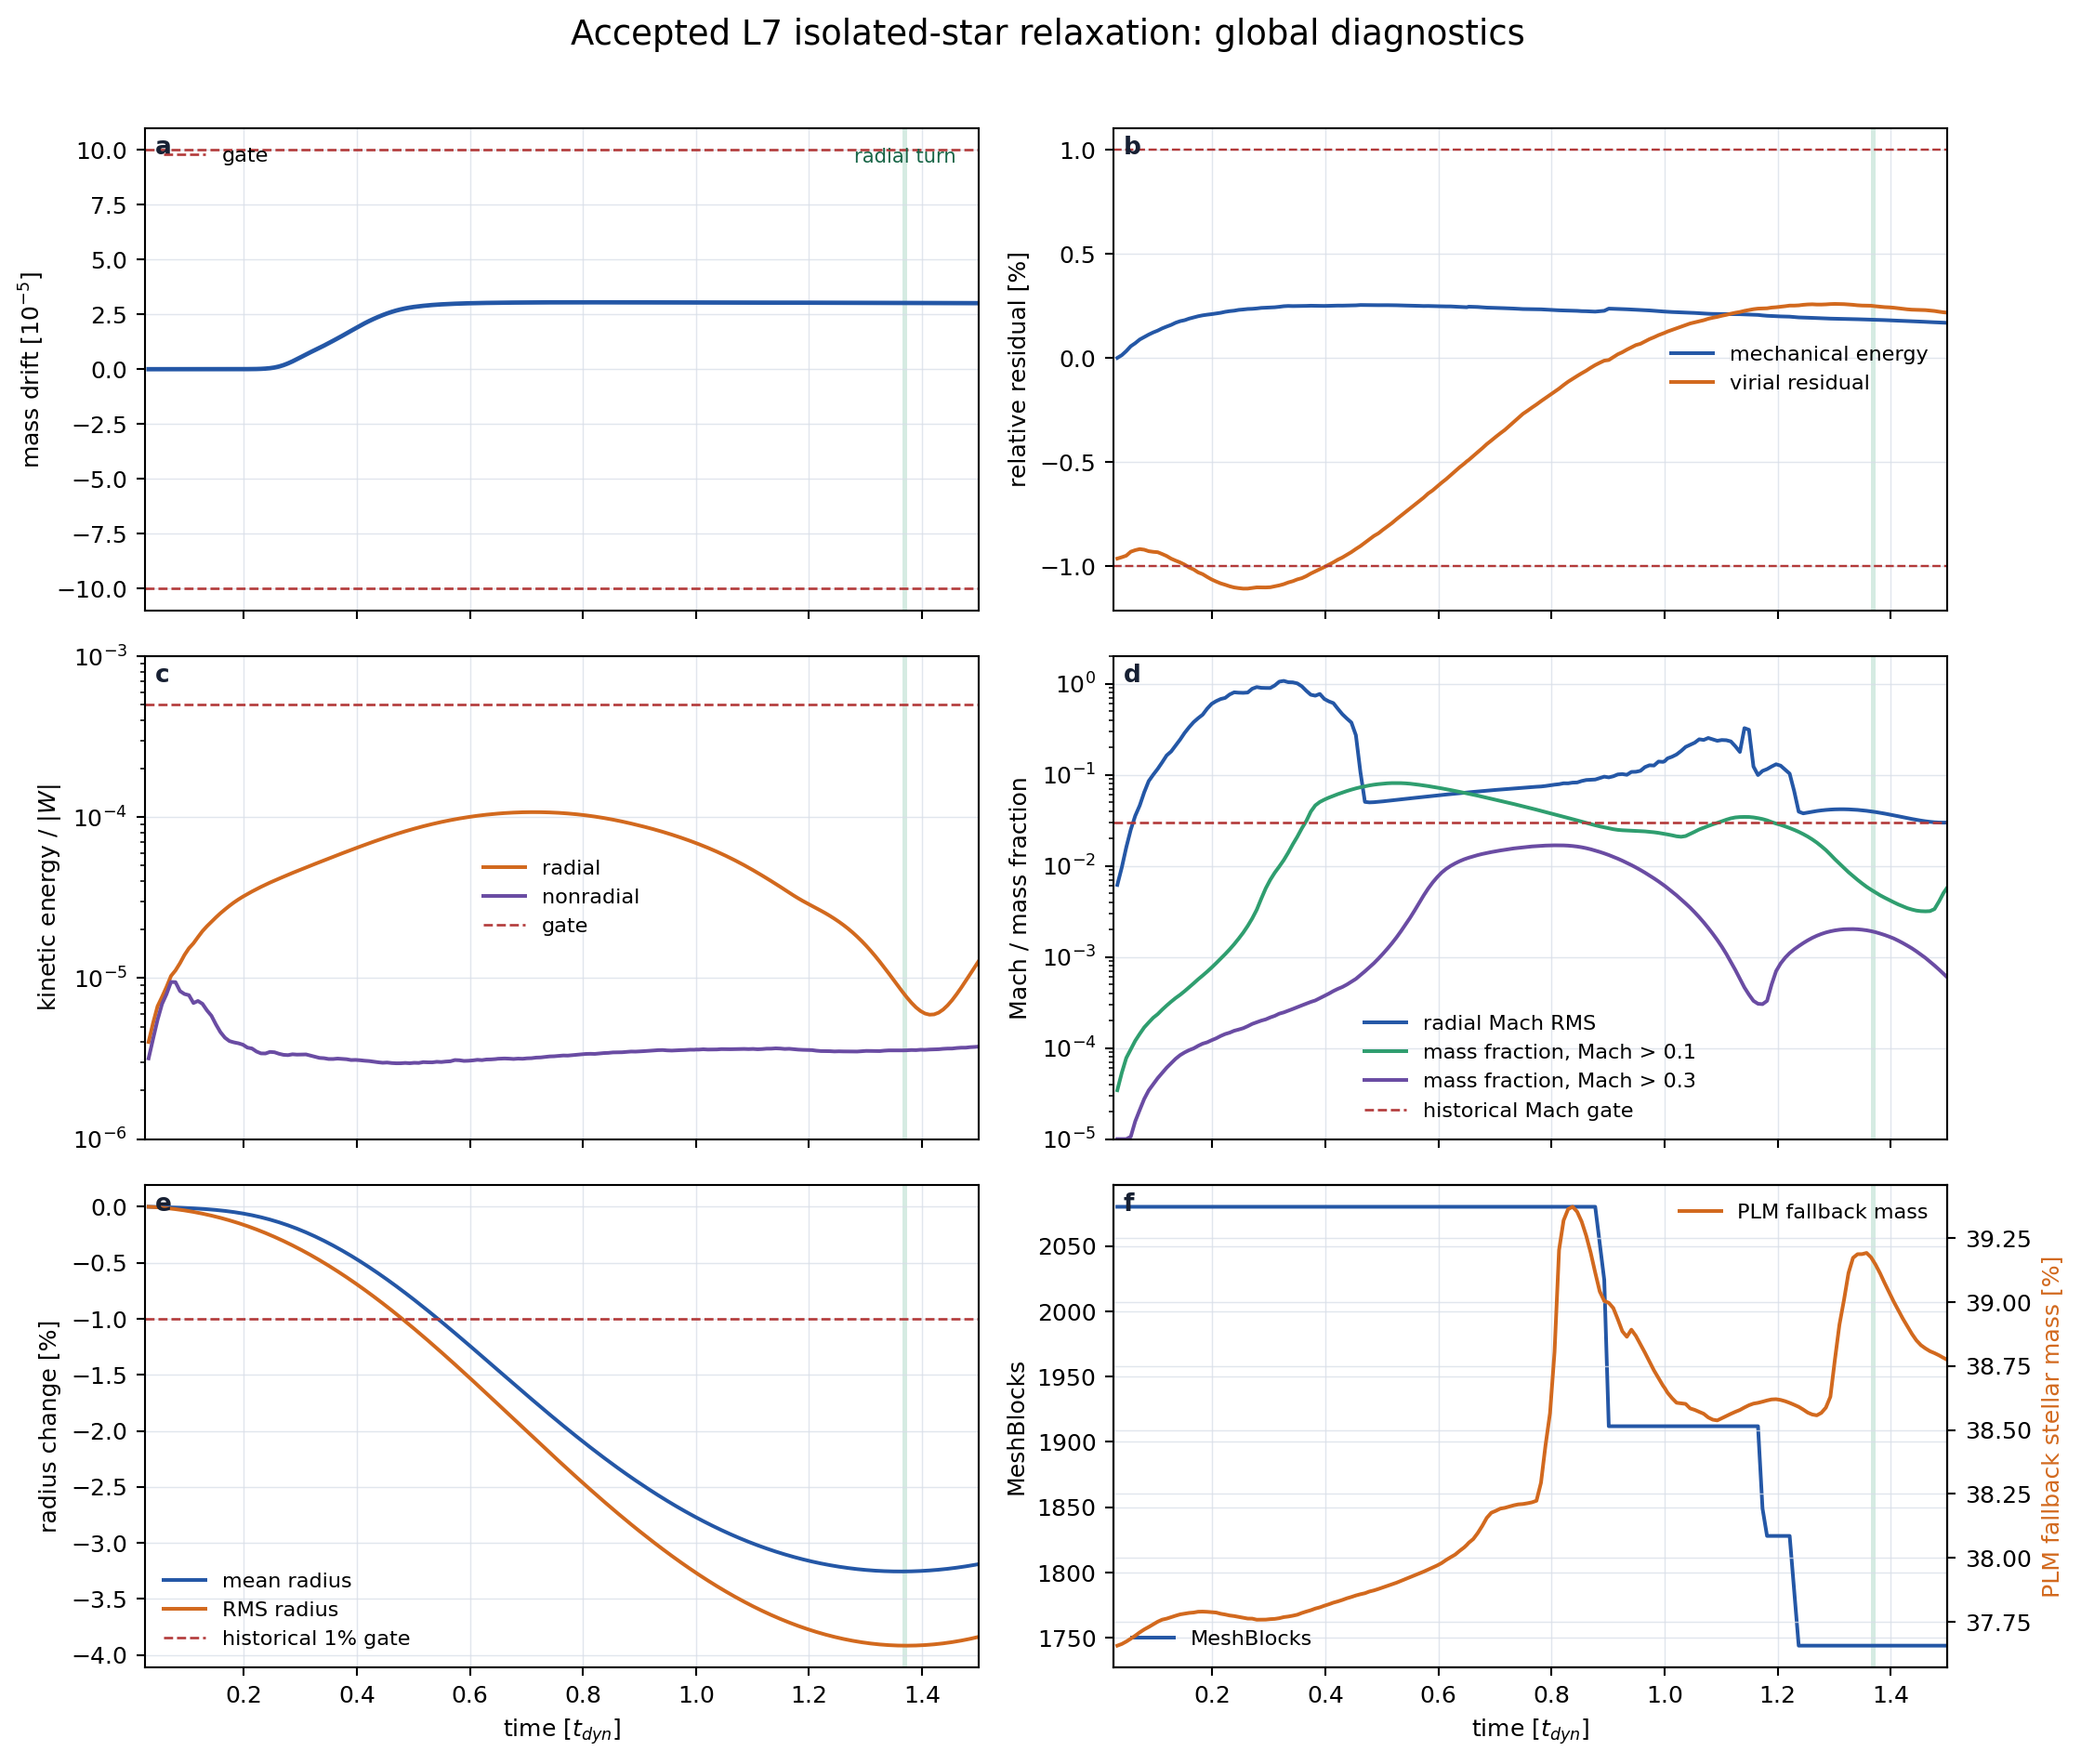 Accepted L7 isolated-star relaxation: global diagnostics
a
gate
radial turn
10.0
7.5
5.0
2.5
0.0
−2.5
−5.0
−7.5
−10.0
mass drift [10⁻⁵]
b
1.0
0.5
0.0
−0.5
−1.0
relative residual [%]
mechanical energy
virial residual
c
10⁻³
10⁻⁴
10⁻⁵
10⁻⁶
kinetic energy / |W|
radial
nonradial
gate
d
10⁰
10⁻¹
10⁻²
10⁻³
10⁻⁴
10⁻⁵
Mach / mass fraction
radial Mach RMS
mass fraction, Mach > 0.1
mass fraction, Mach > 0.3
historical Mach gate
e
0.0
−0.5
−1.0
−1.5
−2.0
−2.5
−3.0
−3.5
−4.0
radius change [%]
mean radius
RMS radius
historical 1% gate
0.2 0.4 0.6 0.8 1.0 1.2 1.4
time [t_dyn]
f
PLM fallback mass
2050
2000
1950
1900
1850
1800
1750
MeshBlocks
MeshBlocks
39.25
39.00
38.75
38.50
38.25
38.00
37.75
PLM fallback stellar mass [%]
0.2 0.4 0.6 0.8 1.0 1.2 1.4
time [t_dyn]